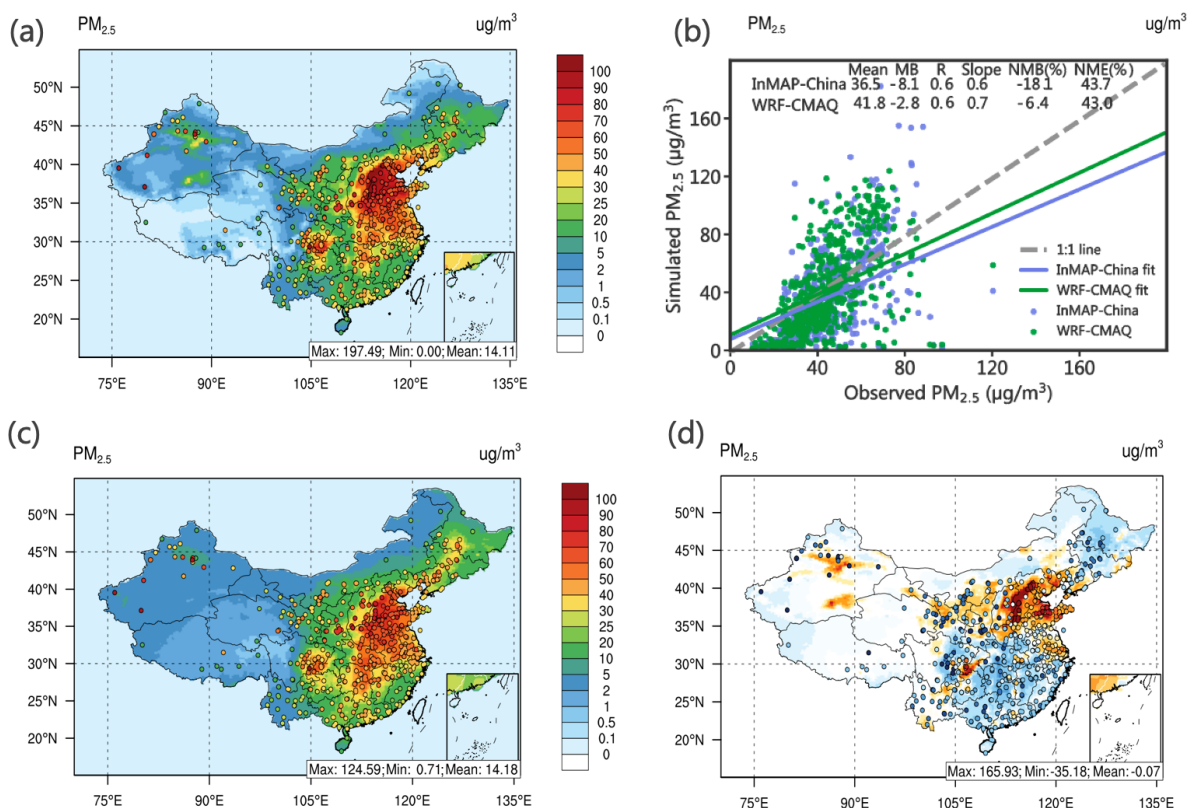 (a)
PM2.5
ug/m3
50°N
45°N
40°N
35°N
30°N
25°N
20°N
75°E
90°E
105°E
120°E
135°E
Max: 197.49; Min: 0.00; Mean: 14.11
100
90
80
70
60
50
40
30
25
20
10
5
2
1
0.5
0.1
0
(b)
PM2.5
ug/m3
Mean MB R Slope NMB(%) NME(%)
InMAP-China 36.5 -8.1 0.6 0.6 -18.1 43.7
WRF-CMAQ 41.8 -2.8 0.6 0.7 -6.4 43.0
Simulated PM2.5 (μg/m3)
160
120
80
40
0
0
40
80
120
160
Observed PM2.5 (μg/m3)
1:1 line
InMAP-China fit
WRF-CMAQ fit
InMAP-China
WRF-CMAQ
(c)
PM2.5
ug/m3
50°N
45°N
40°N
35°N
30°N
25°N
20°N
75°E
90°E
105°E
120°E
135°E
Max: 124.59; Min: 0.71; Mean: 14.18
100
90
80
70
60
50
40
30
25
20
10
5
2
1
0.5
0.1
0
(d)
PM2.5
ug/m3
50°N
45°N
40°N
35°N
30°N
25°N
20°N
75°E
90°E
105°E
120°E
135°E
Max: 165.93; Min:-35.18; Mean: -0.07